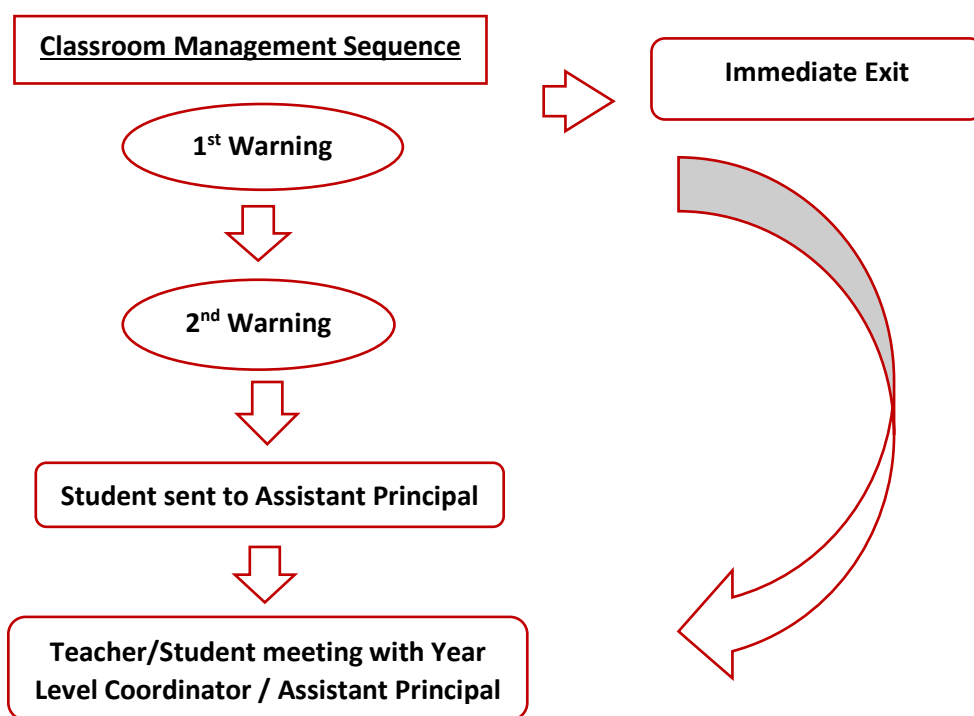 Classroom Management Sequence
Immediate Exit
1st Warning
2nd Warning
Student sent to Assistant Principal
Teacher/Student meeting with Year
Level Coordinator / Assistant Principal